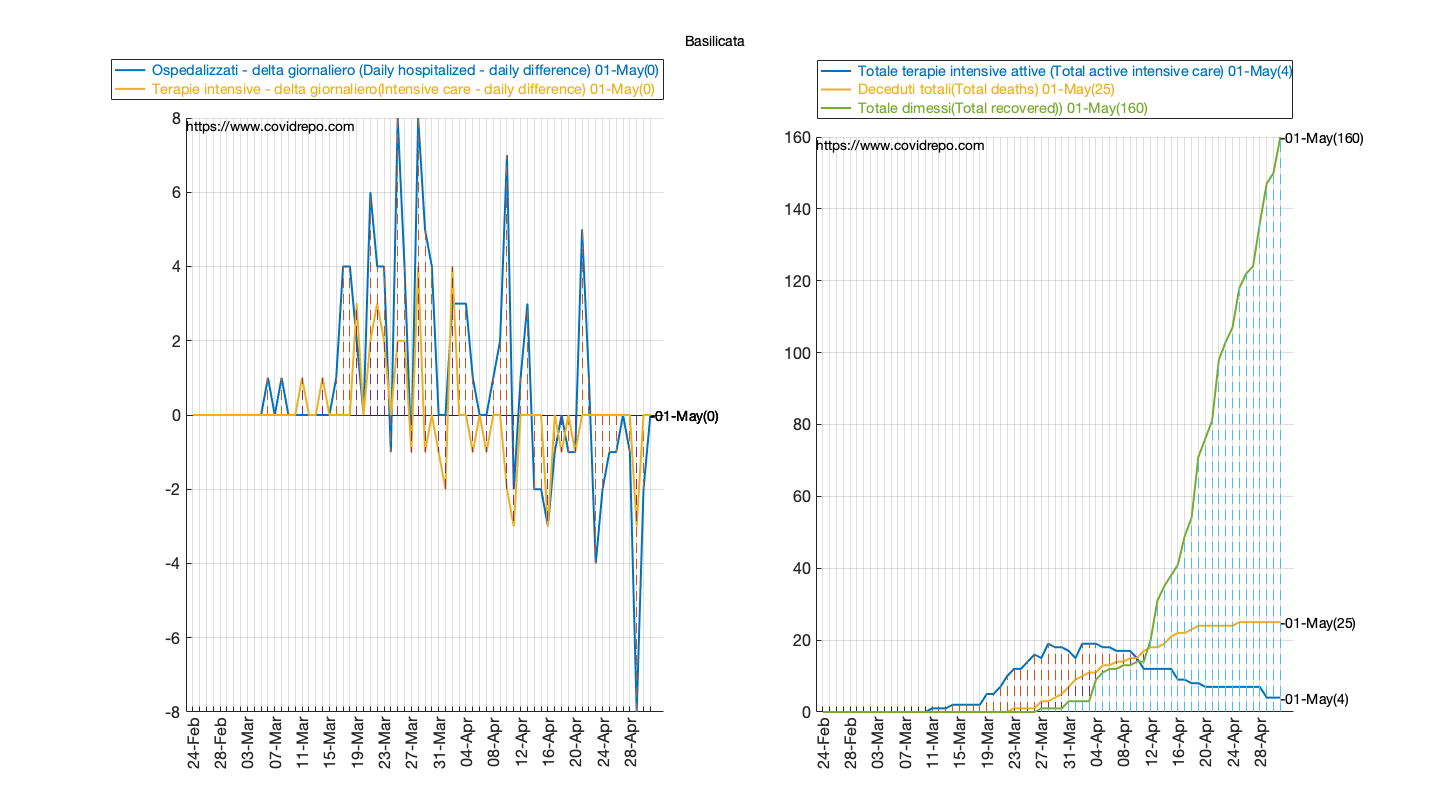 Basilicata
Ospedalizzati - delta giornaliero (Daily hospitalized - daily difference) 01-May(0)
Terapie intensive - delta giornaliero(Intensive care - daily difference) 01-May(0)
https://www.covidrepo.com
8
6
4
2
0
-2
-4
-6
-8
01-May(0)
24-Feb
28-Feb
03-Mar
07-Mar
11-Mar
15-Mar
19-Mar
23-Mar
27-Mar
31-Mar
04-Apr
08-Apr
12-Apr
16-Apr
20-Apr
24-Apr
28-Apr
Totale terapie intensive attive (Total active intensive care) 01-May(4)
Deceduti totali(Total deaths) 01-May(25)
Totale dimessi(Total recovered)) 01-May(160)
https://www.covidrepo.com
160
140
120
100
80
60
40
20
0
01-May(160)
01-May(25)
01-May(4)
24-Feb
28-Feb
03-Mar
07-Mar
11-Mar
15-Mar
19-Mar
23-Mar
27-Mar
31-Mar
04-Apr
08-Apr
12-Apr
16-Apr
20-Apr
24-Apr
28-Apr